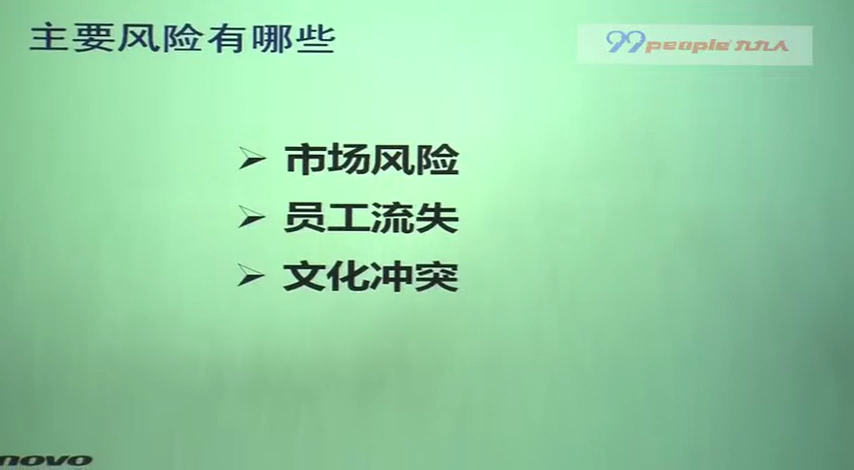 主要风险有哪些
99people 九九人
市场风险
员工流失
文化冲突
novo